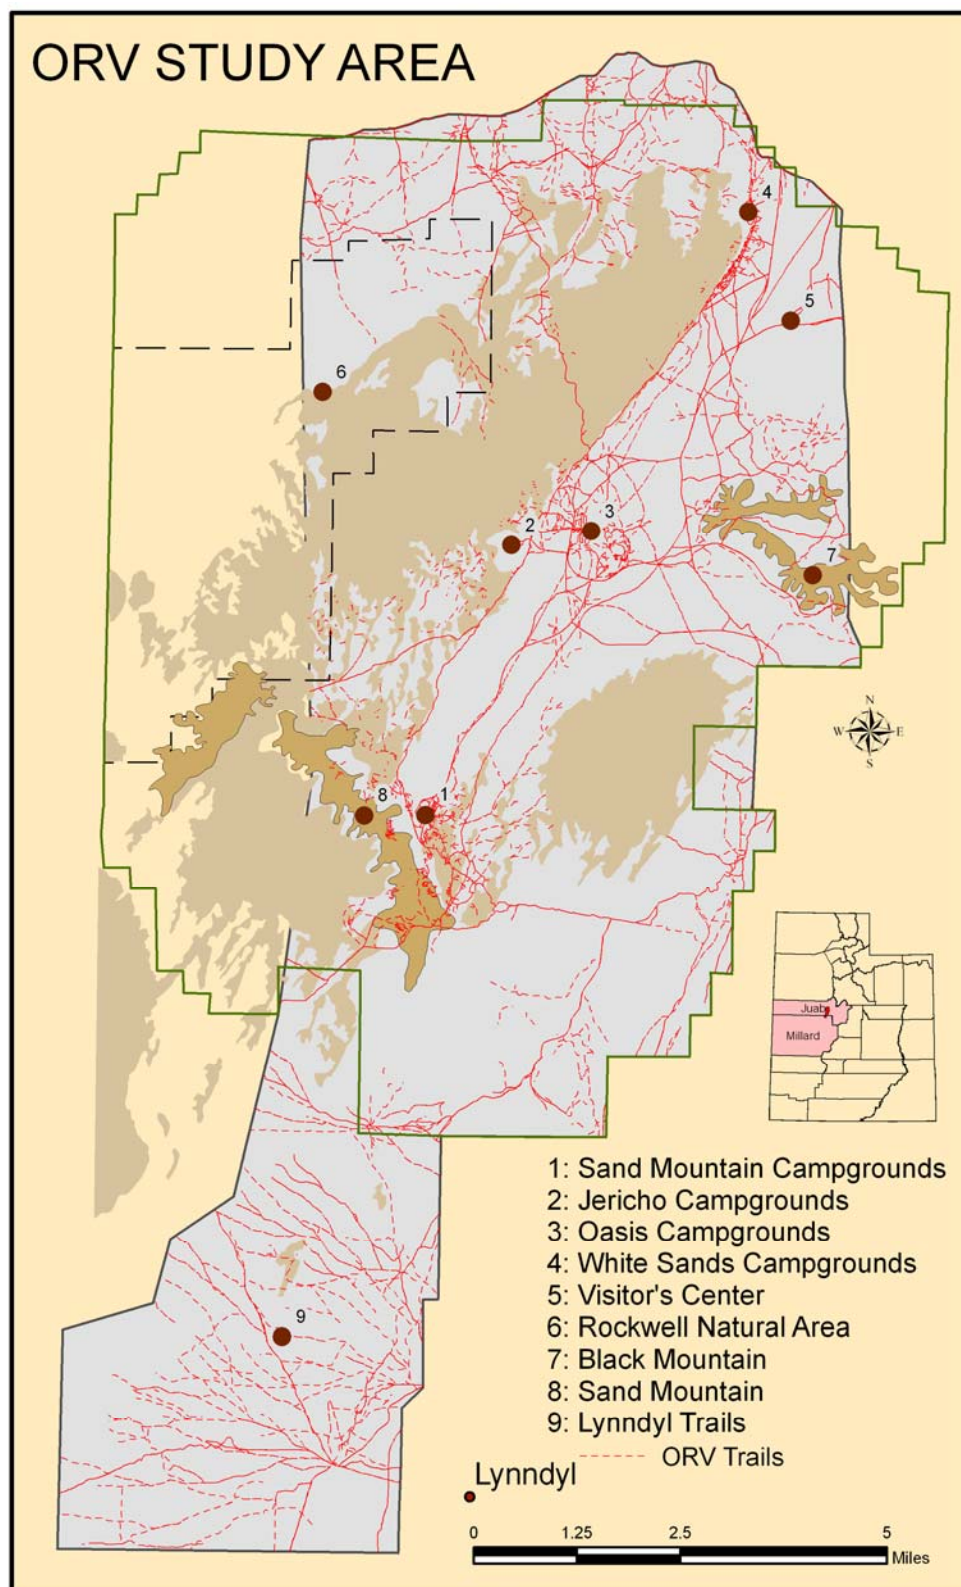 ORV STUDY AREA
4
5
6
3
2
7
N
W E
S
8
1
Juab
Millard
1: Sand Mountain Campgrounds
2: Jericho Campgrounds
3: Oasis Campgrounds
4: White Sands Campgrounds
5: Visitor's Center
9
6: Rockwell Natural Area
7: Black Mountain
8: Sand Mountain
9: Lynndyl Trails
ORV Trails
Lynndyl
0 1.25 2.5 5
Miles